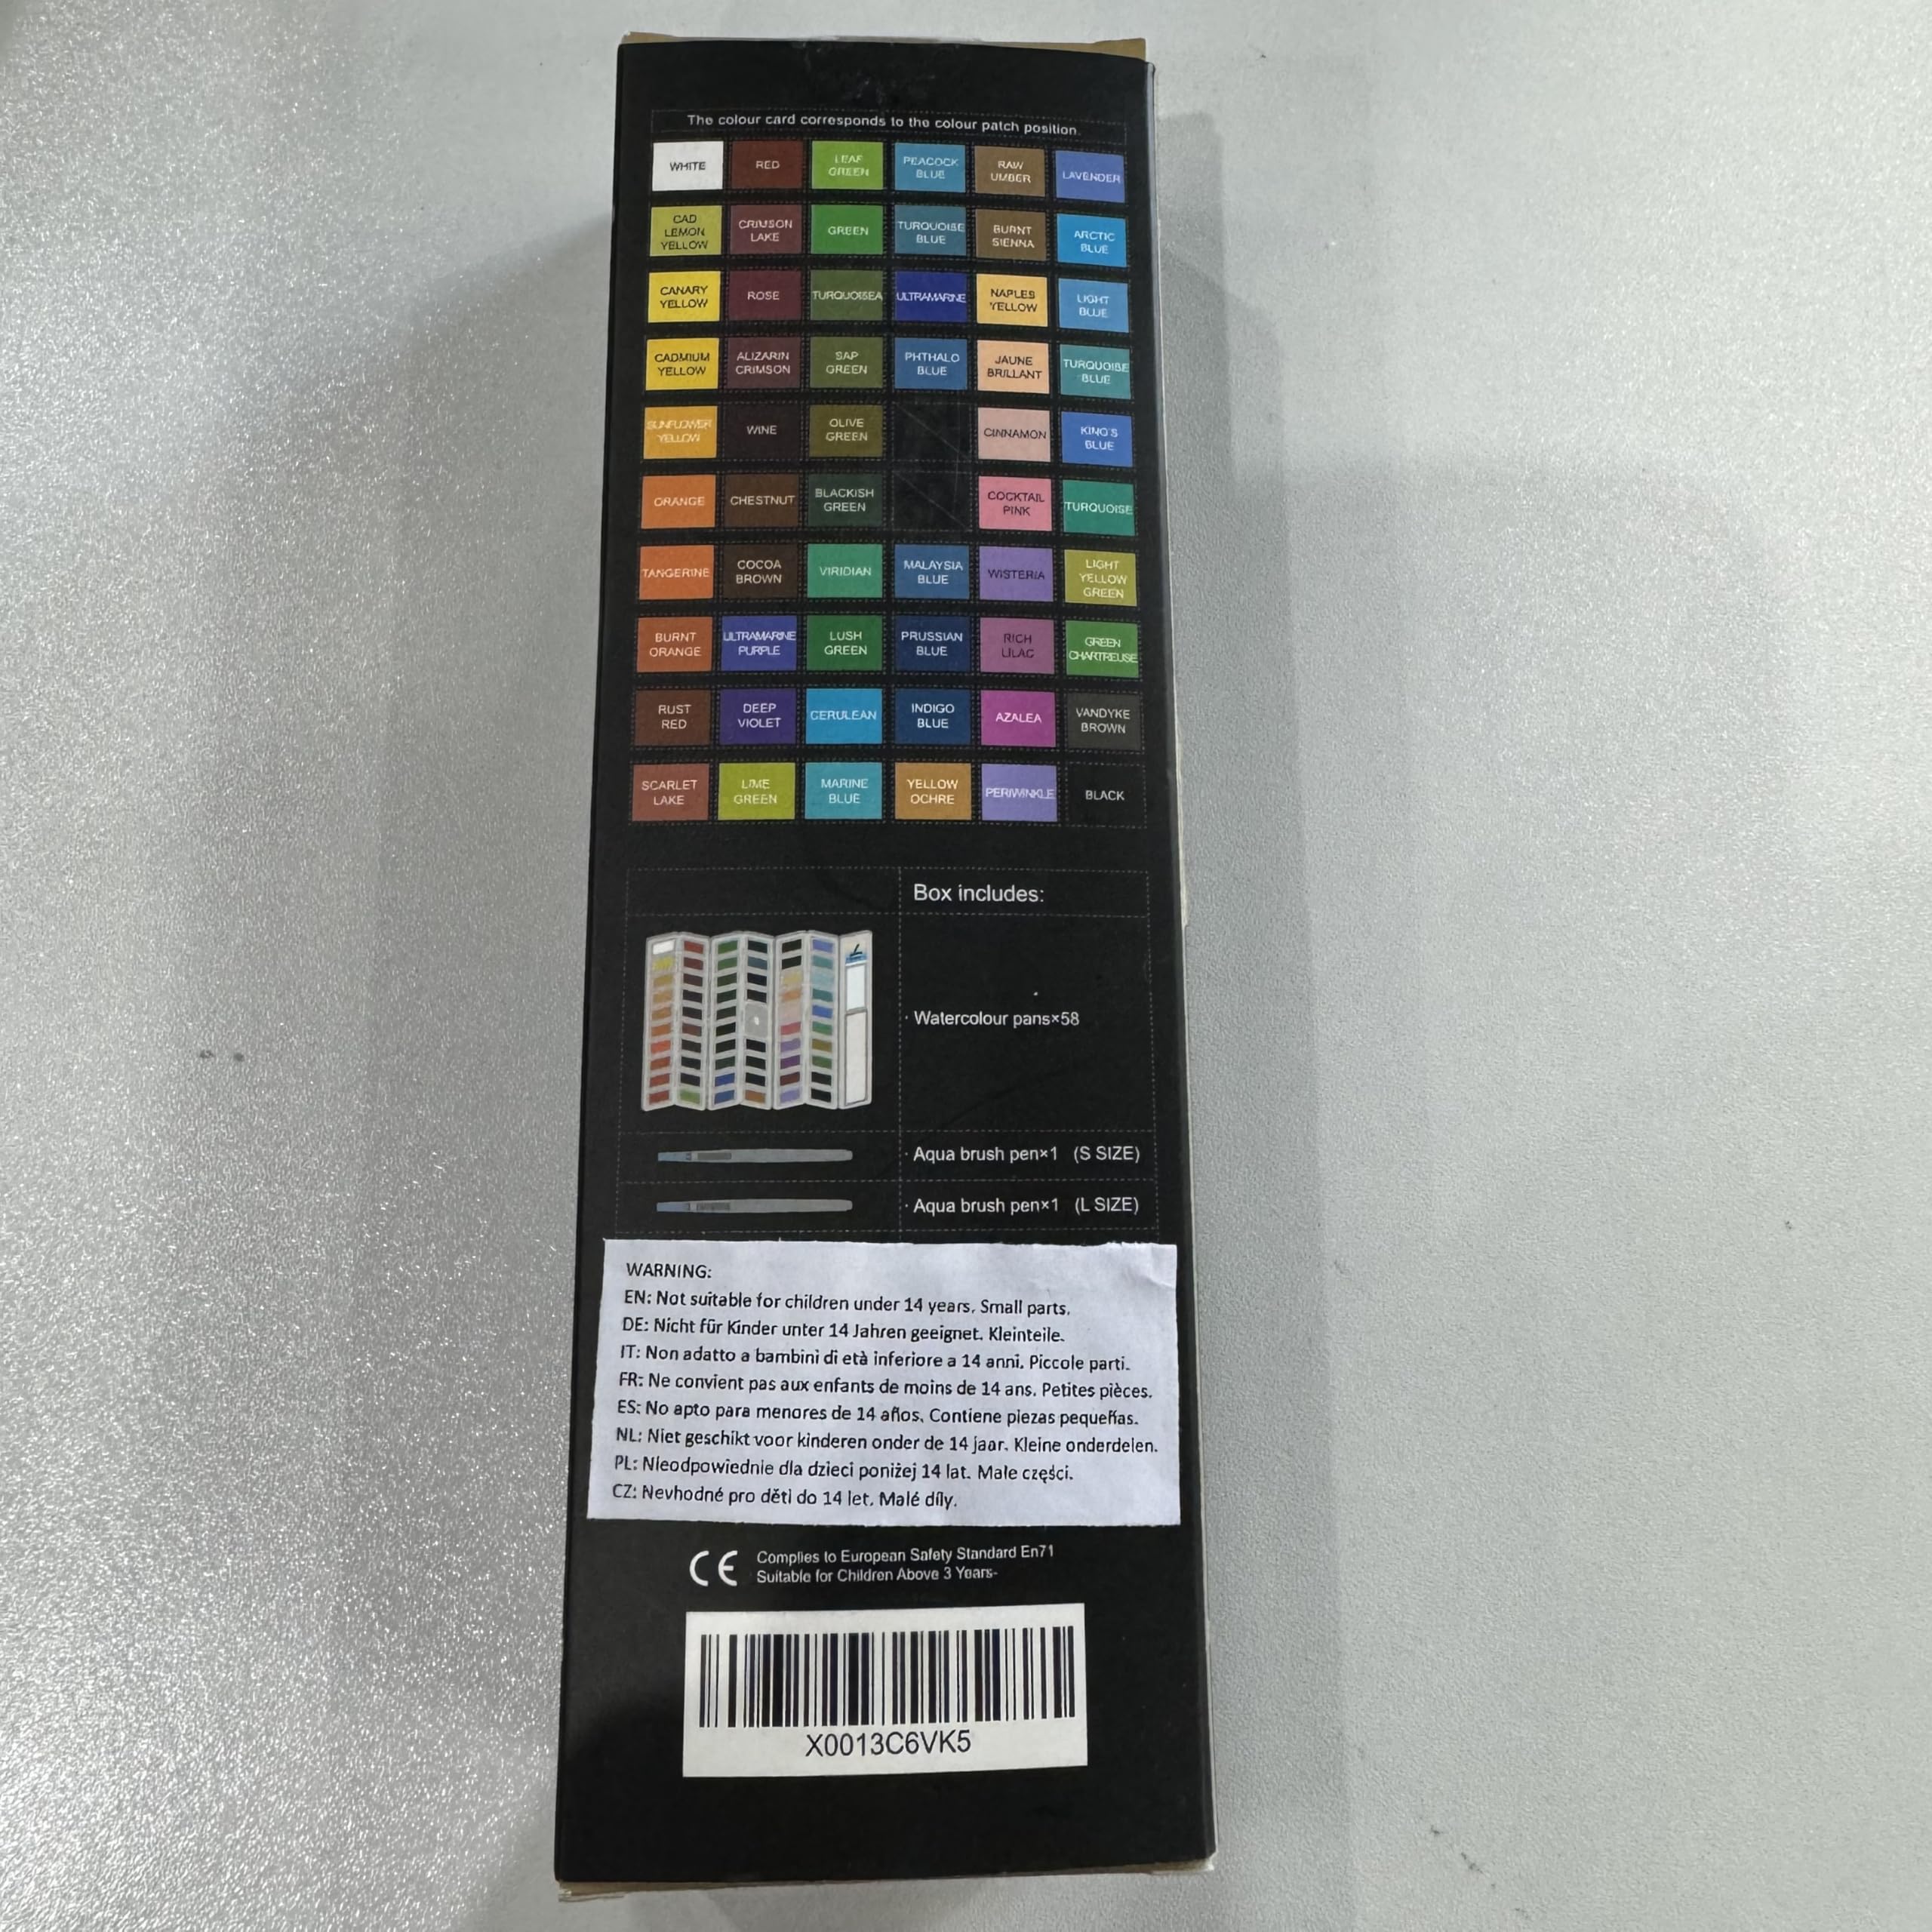 The colour card corresponds to the colour patch position.
WHITE RED LEAF GREEN PEACOCK BLUE RAW UMBER LAVENDER
CAD LEMON YELLOW CRIMSON LAKE GREEN TURQUOISE BLUE BURNT SIENNA ARCTIC BLUE
CANARY YELLOW ROSE TURQUOISEA ULTRAMARINE NAPLES YELLOW LIGHT BLUE
CADMIUM YELLOW ALIZARIN CRIMSON SAP GREEN PHTHALO BLUE JAUNE BRILLANT TURQUOISE BLUE
SUNFLOWER YELLOW WINE OLIVE GREEN CINNAMON KING'S BLUE
ORANGE CHESTNUT BLACKISH GREEN COCKTAIL PINK TURQUOISE
TANGERINE COCOA BROWN VIRIDIAN MALAYSIA BLUE WISTERIA LIGHT YELLOW GREEN
BURNT ORANGE ULTRAMARINE PURPLE LUSH GREEN PRUSSIAN BLUE RICH LILAC GREEN CHARTREUSE
RUST RED DEEP VIOLET CERULEAN INDIGO BLUE AZALEA VANDYKE BROWN
SCARLET LAKE LIME GREEN MARINE BLUE YELLOW OCHRE PERIWINKLE BLACK
Box includes:
· Watercolour pans×58
· Aqua brush pen×1 (S SIZE)
· Aqua brush pen×1 (L SIZE)
WARNING:
EN: Not suitable for children under 14 years. Small parts.
DE: Nicht für Kinder unter 14 Jahren geeignet. Kleinteile.
IT: Non adatto a bambini di età inferiore a 14 anni. Piccole parti.
FR: Ne convient pas aux enfants de moins de 14 ans. Petites pièces.
ES: No apto para menores de 14 años. Contiene piezas pequeñas.
NL: Niet geschikt voor kinderen onder de 14 jaar. Kleine onderdelen.
PL: Nieodpowiednie dla dzieci poniżej 14 lat. Małe części.
CZ: Nevhodné pro děti do 14 let. Malé díly.
CE Complies to European Safety Standard En71
Suitable for Children Above 3 Years-
X0013C6VK5